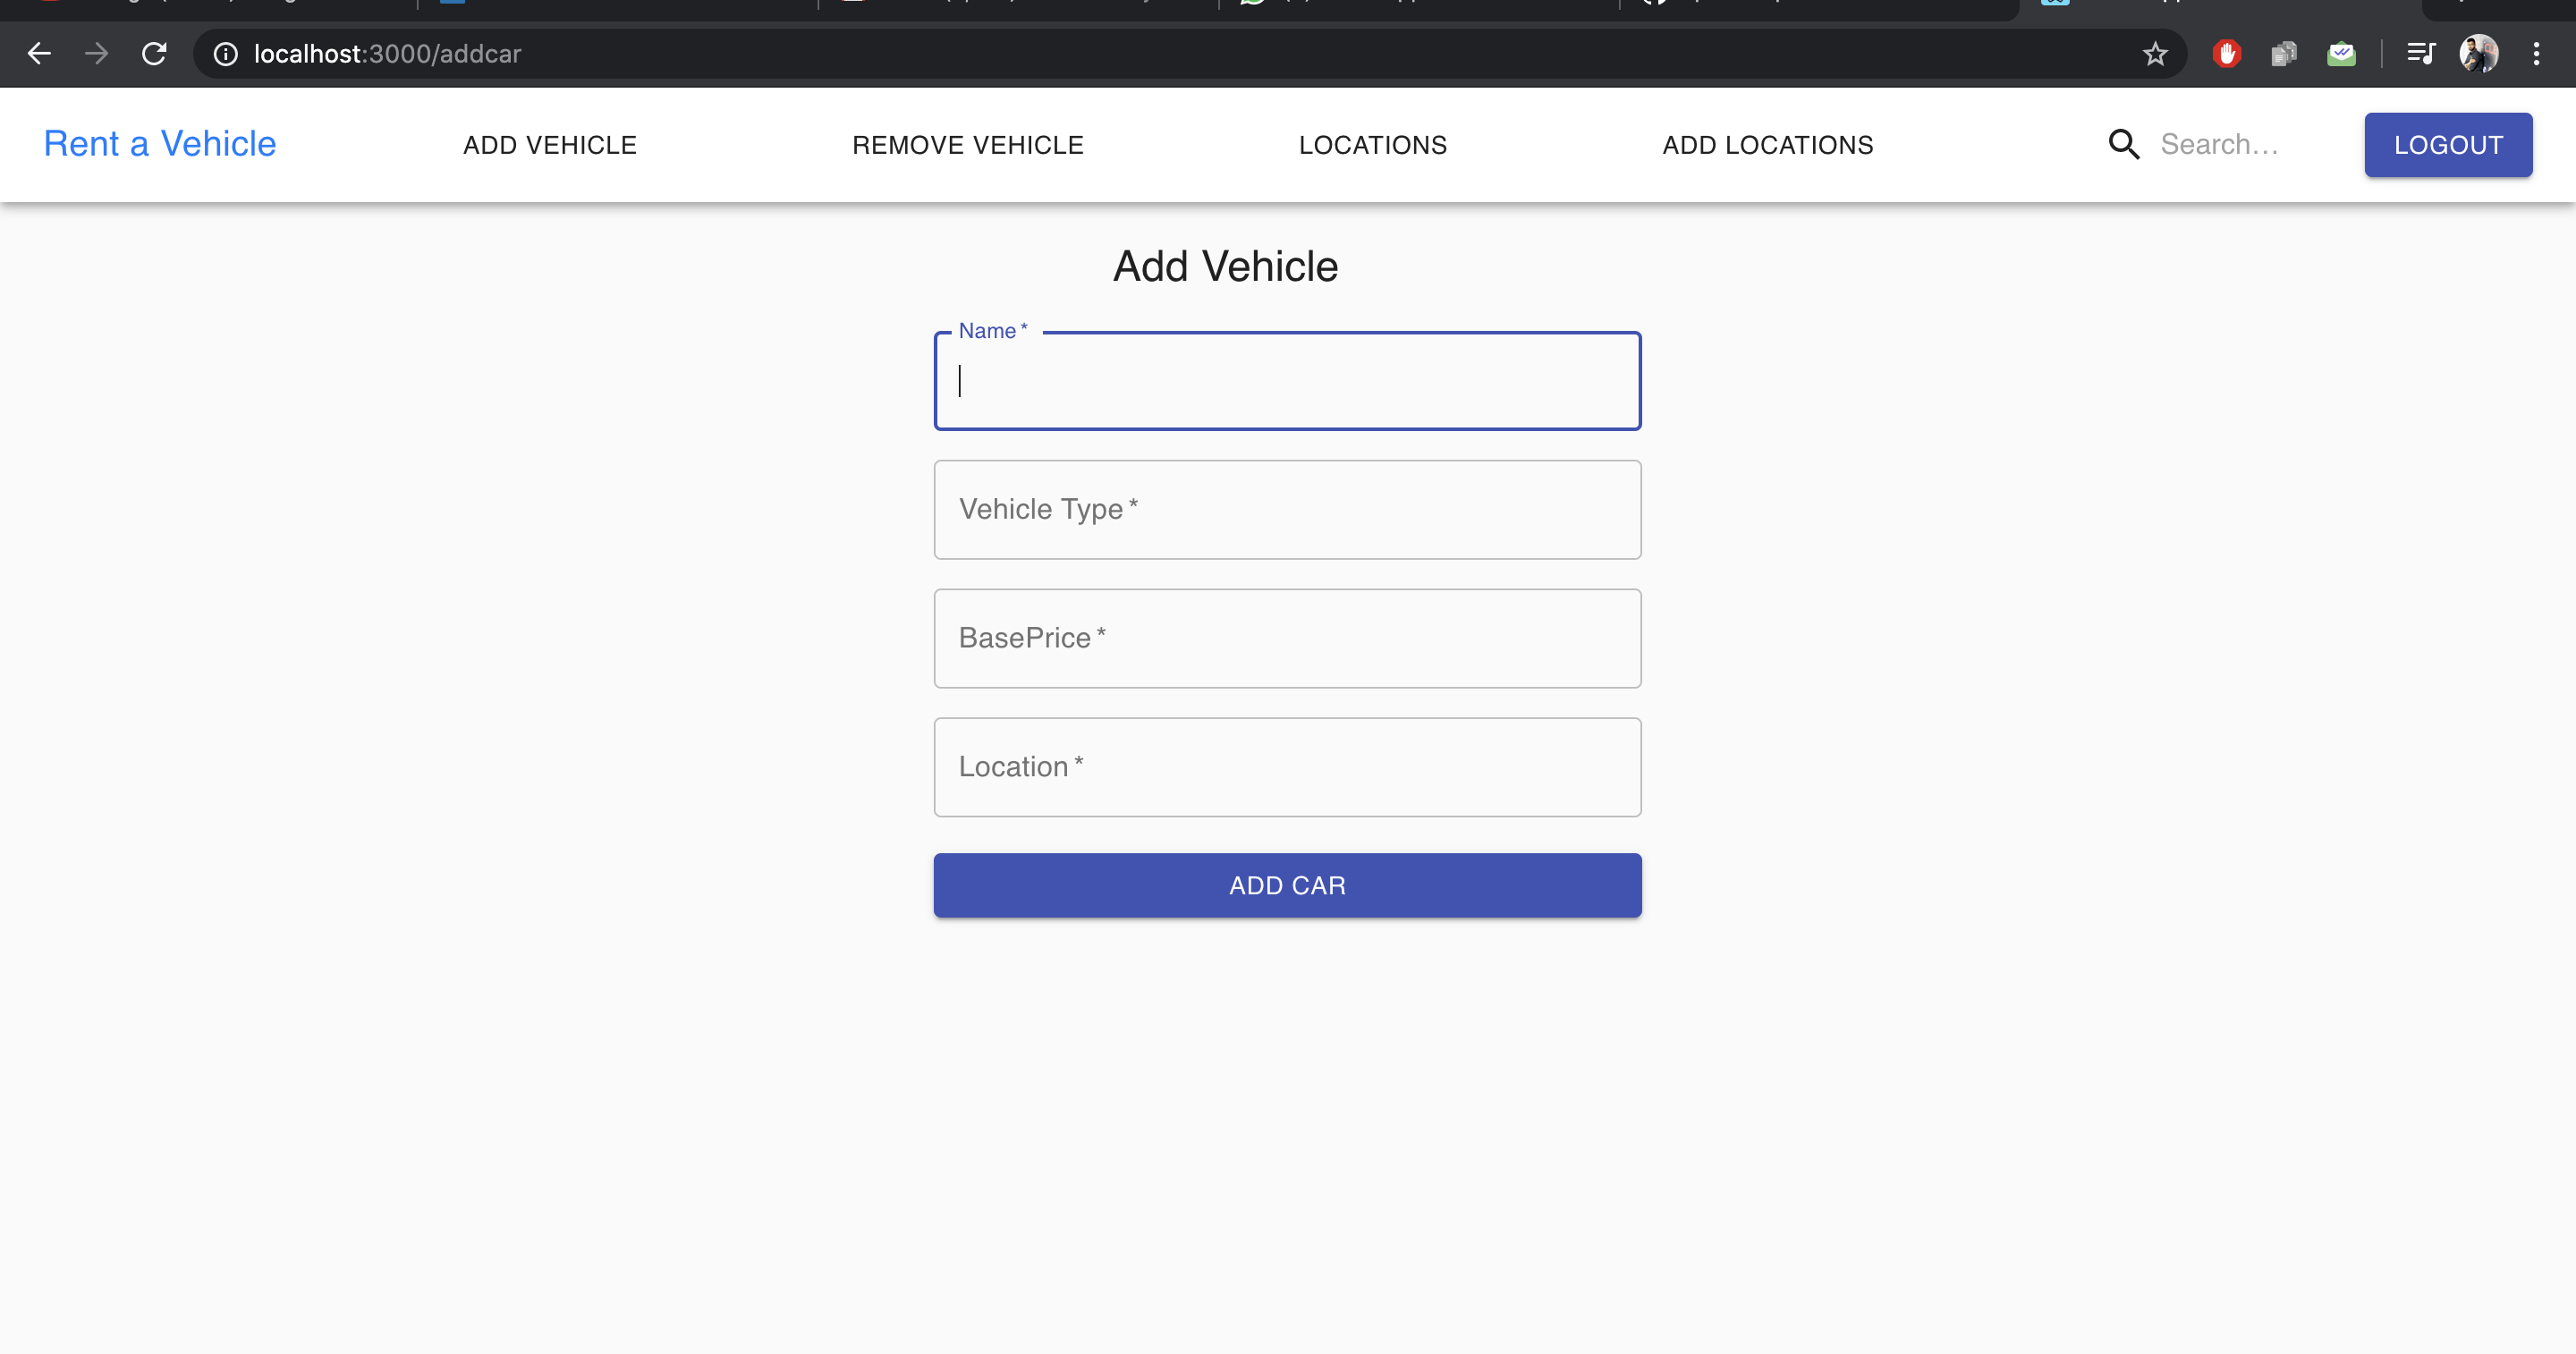 localhost:3000/addcar
Rent a Vehicle
ADD VEHICLE
REMOVE VEHICLE
LOCATIONS
ADD LOCATIONS
Search…
LOGOUT
Add Vehicle
Name *
Vehicle Type *
BasePrice *
Location *
ADD CAR